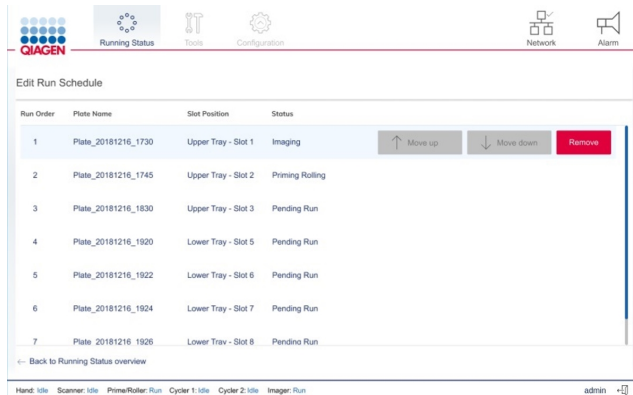 QIAGEN
Running Status
Tools
Configuration
Network
Alarm
Edit Run Schedule
Run Order Plate Name Slot Position Status
1 Plate_20181216_1730 Upper Tray - Slot 1 Imaging Move up Move down Remove
2 Plate_20181216_1745 Upper Tray - Slot 2 Priming Rolling
3 Plate_20181216_1830 Upper Tray - Slot 3 Pending Run
4 Plate_20181216_1920 Lower Tray - Slot 5 Pending Run
5 Plate_20181216_1922 Lower Tray - Slot 6 Pending Run
6 Plate_20181216_1924 Lower Tray - Slot 7 Pending Run
7 Plate_20181216_1926 Lower Tray - Slot 8 Pending Run
Back to Running Status overview
Hand: Idle Scanner: Idle Prime/Roller: Run Cycler 1: Idle Cycler 2: Idle Imager: Run admin